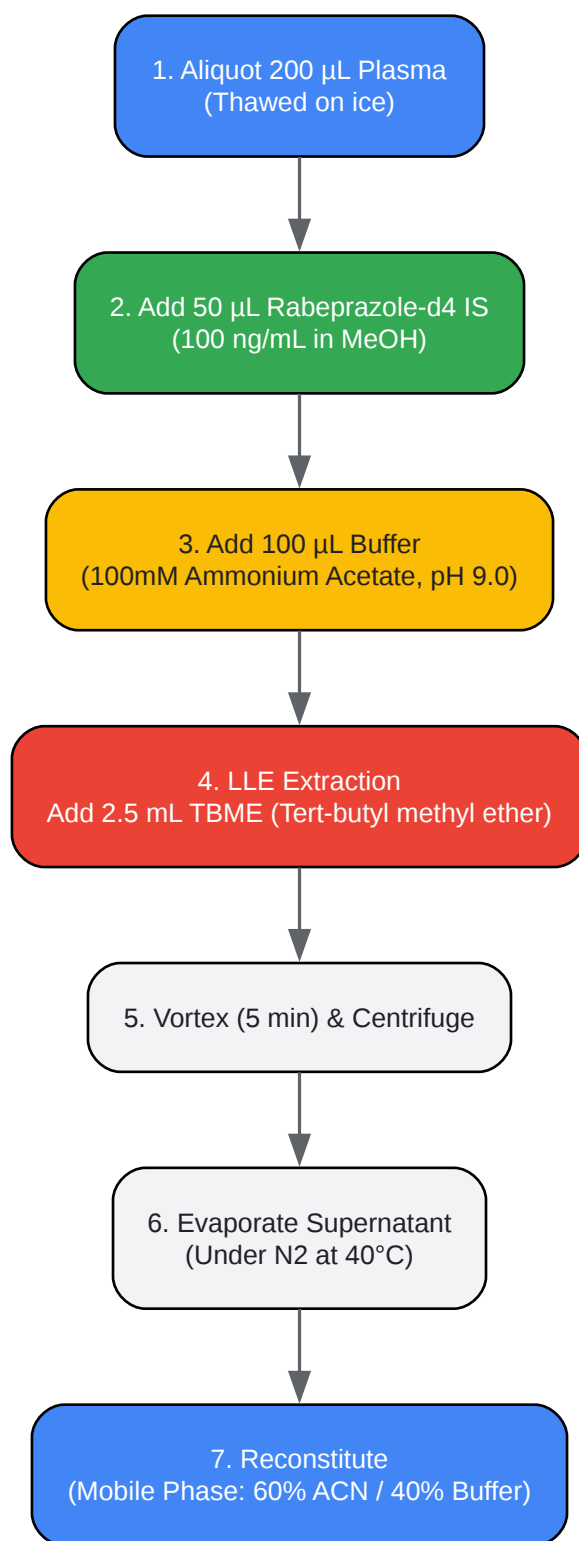 1. Aliquot 200 µL Plasma
(Thawed on ice)
2. Add 50 µL Rabeprazole-d4 IS
(100 ng/mL in MeOH)
3. Add 100 µL Buffer
(100mM Ammonium Acetate, pH 9.0)
4. LLE Extraction
Add 2.5 mL TBME (Tert-butyl methyl ether)
5. Vortex (5 min) & Centrifuge
6. Evaporate Supernatant
(Under N2 at 40°C)
7. Reconstitute
(Mobile Phase: 60% ACN / 40% Buffer)